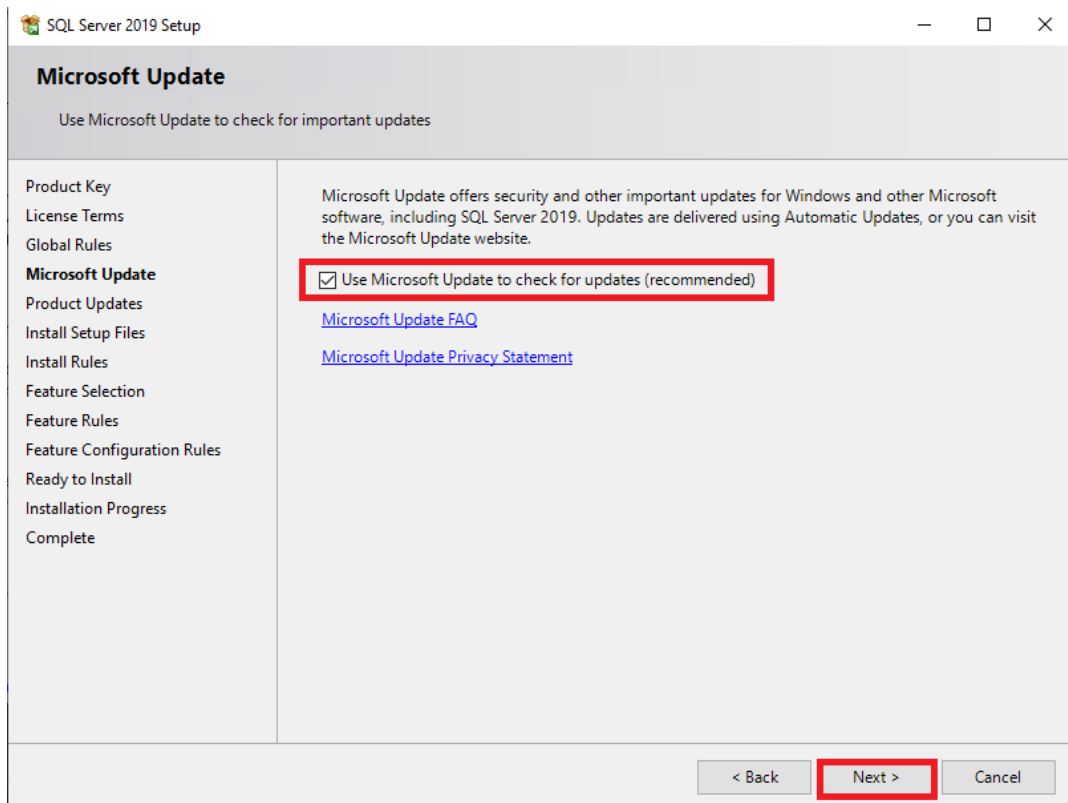 SQL Server 2019 Setup
Microsoft Update
Use Microsoft Update to check for important updates
Product Key
License Terms
Global Rules
Microsoft Update
Product Updates
Install Setup Files
Install Rules
Feature Selection
Feature Rules
Feature Configuration Rules
Ready to Install
Installation Progress
Complete
Microsoft Update offers security and other important updates for Windows and other Microsoft
software, including SQL Server 2019. Updates are delivered using Automatic Updates, or you can visit
the Microsoft Update website.
Use Microsoft Update to check for updates (recommended)
Microsoft Update FAQ
Microsoft Update Privacy Statement
< Back
Next >
Cancel